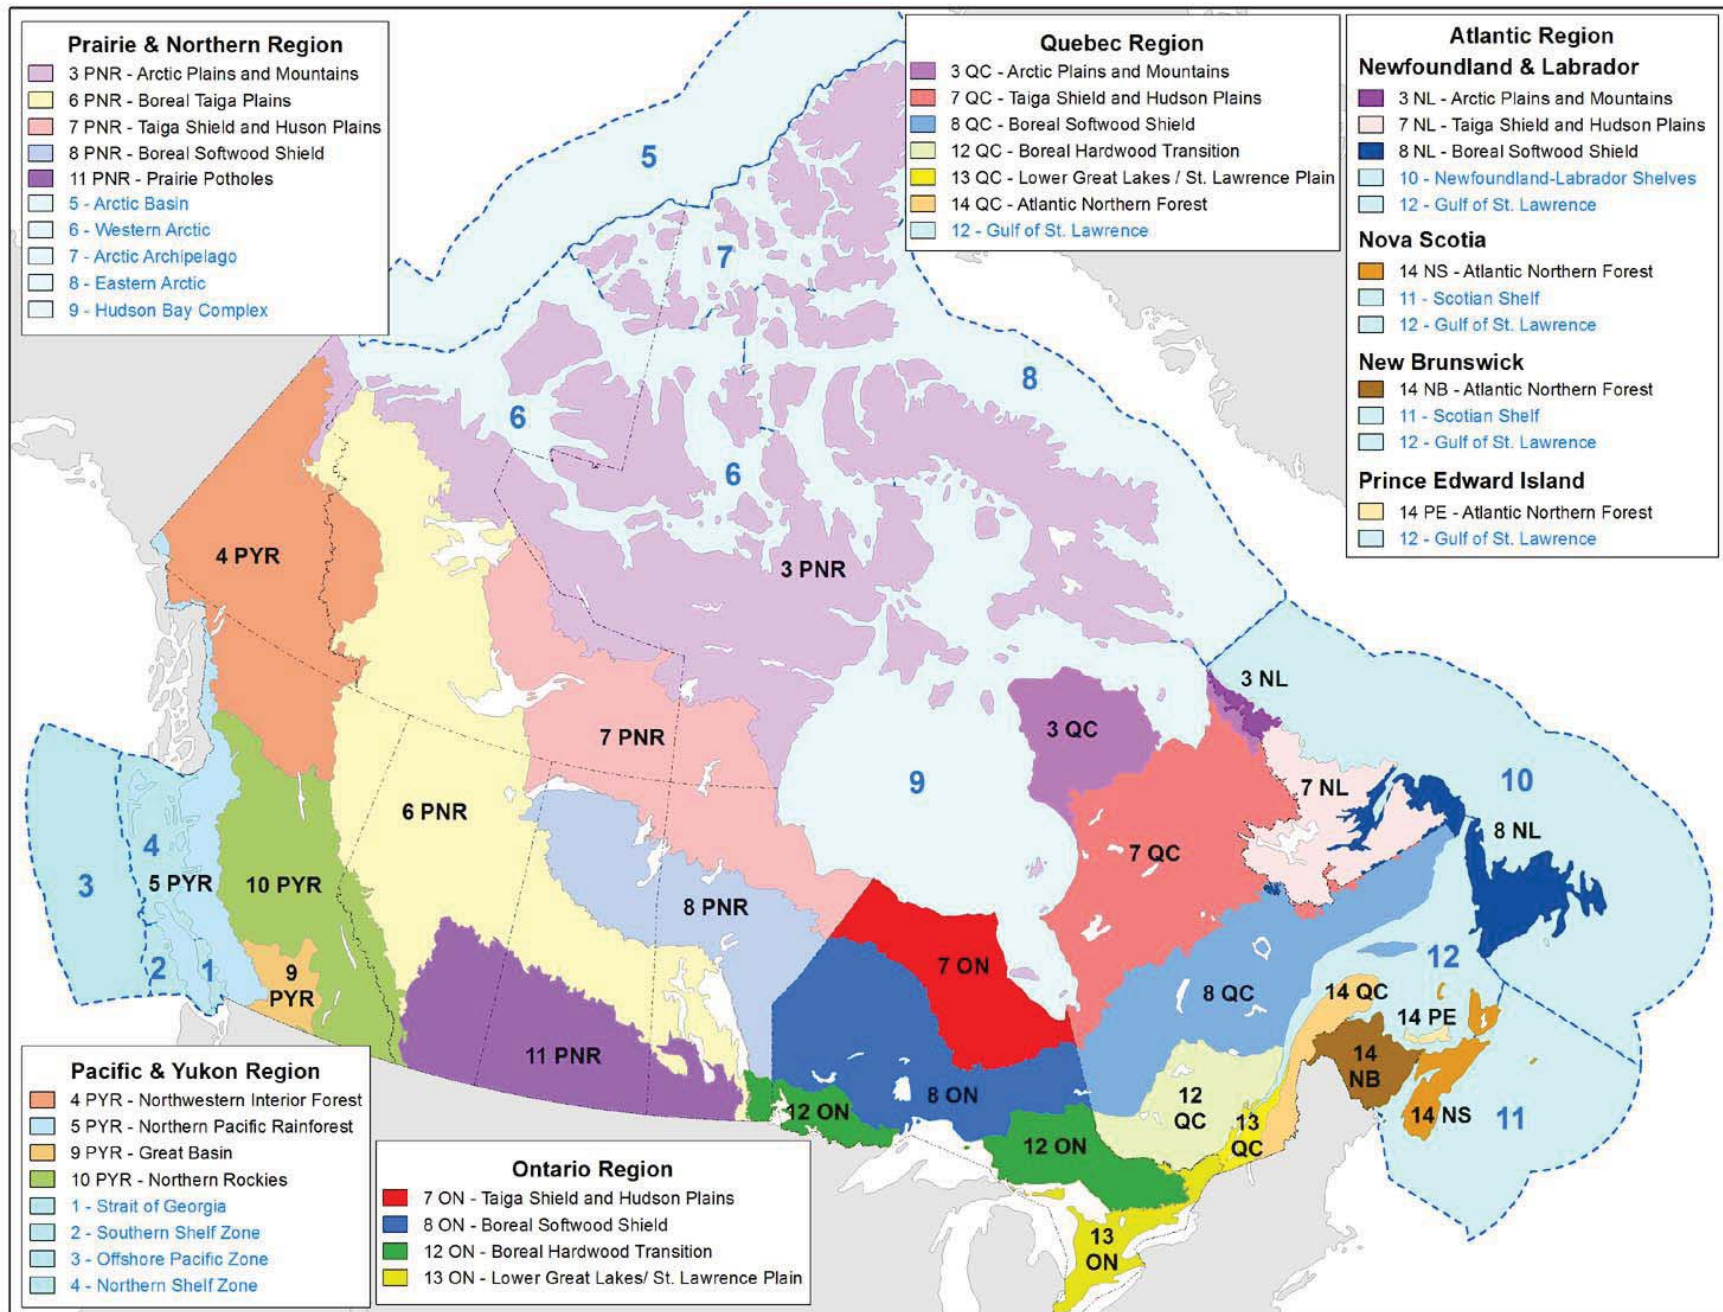 Prairie & Northern Region
3 PNR - Arctic Plains and Mountains
6 PNR - Boreal Taiga Plains
7 PNR - Taiga Shield and Huson Plains
8 PNR - Boreal Softwood Shield
11 PNR - Prairie Potholes
5 - Arctic Basin
6 - Western Arctic
7 - Arctic Archipelago
8 - Eastern Arctic
9 - Hudson Bay Complex
Quebec Region
3 QC - Arctic Plains and Mountains
7 QC - Taiga Shield and Hudson Plains
8 QC - Boreal Softwood Shield
12 QC - Boreal Hardwood Transition
13 QC - Lower Great Lakes / St. Lawrence Plain
14 QC - Atlantic Northern Forest
12 - Gulf of St. Lawrence
Atlantic Region
Newfoundland & Labrador
3 NL - Arctic Plains and Mountains
7 NL - Taiga Shield and Hudson Plains
8 NL - Boreal Softwood Shield
10 - Newfoundland-Labrador Shelves
12 - Gulf of St. Lawrence
Nova Scotia
14 NS - Atlantic Northern Forest
11 - Scotian Shelf
12 - Gulf of St. Lawrence
New Brunswick
14 NB - Atlantic Northern Forest
11 - Scotian Shelf
12 - Gulf of St. Lawrence
Prince Edward Island
14 PE - Atlantic Northern Forest
12 - Gulf of St. Lawrence
5
7
8
6
6
4 PYR
3 PNR
3 NL
3 QC
7 PNR
9
7 NL
10
6 PNR
8 NL
4
7 QC
3
5 PYR
10 PYR
8 PNR
12
7 ON
2
1
9
PYR
8 QC
14 QC
14 PE
11 PNR
14
NB
8 ON
12
QC
12 ON
14 NS
11
13
QC
12 ON
13
ON
Pacific & Yukon Region
4 PYR - Northwestern Interior Forest
5 PYR - Northern Pacific Rainforest
9 PYR - Great Basin
10 PYR - Northern Rockies
1 - Strait of Georgia
2 - Southern Shelf Zone
3 - Offshore Pacific Zone
4 - Northern Shelf Zone
Ontario Region
7 ON - Taiga Shield and Hudson Plains
8 ON - Boreal Softwood Shield
12 ON - Boreal Hardwood Transition
13 ON - Lower Great Lakes/ St. Lawrence Plain